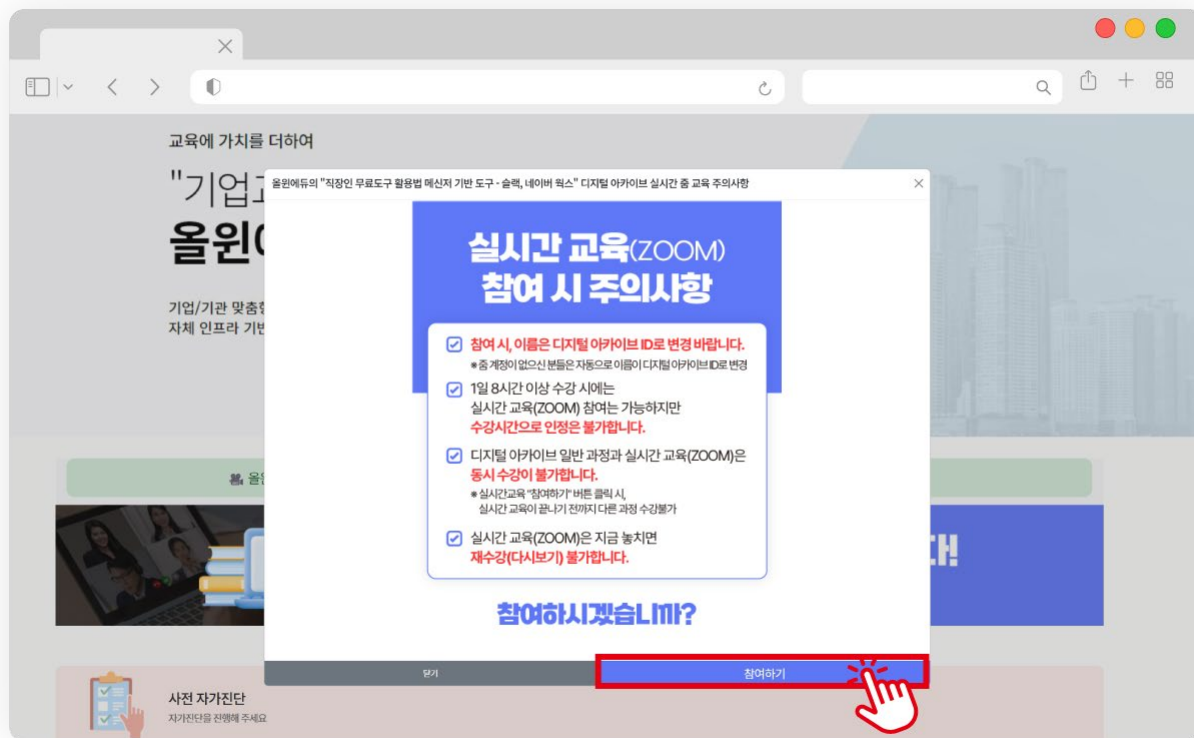 교육에 가치를 더하여
"기업교
올윈에
기업/기관 맞춤형
자체 인프라 기반
올윈에듀의 "직장인 무료도구 활용법 메신저 기반 도구 - 슬랙, 네이버 웍스" 디지털 아카이브 실시간 줌 교육 주의사항
실시간 교육(ZOOM)
참여 시 주의사항
참여 시, 이름은 디지털 아카이브 ID로 변경 바랍니다.
※ 줌 계정이 없으신 분들은 자동으로 이름이 디지털 아카이브 ID로 변경
1일 8시간 이상 수강 시에는
실시간 교육(ZOOM) 참여는 가능하지만
수강시간으로 인정은 불가합니다.
디지털 아카이브 일반 과정과 실시간 교육(ZOOM)은
동시 수강이 불가합니다.
※ 실시간교육 "참여하기" 버튼 클릭 시,
실시간 교육이 끝나기 전까지 다른 과정 수강불가
실시간 교육(ZOOM)은 지금 놓치면
재수강(다시보기) 불가합니다.
참여하시겠습니까?
닫기
참여하기
사전 자가진단
자가진단을 진행해 주세요